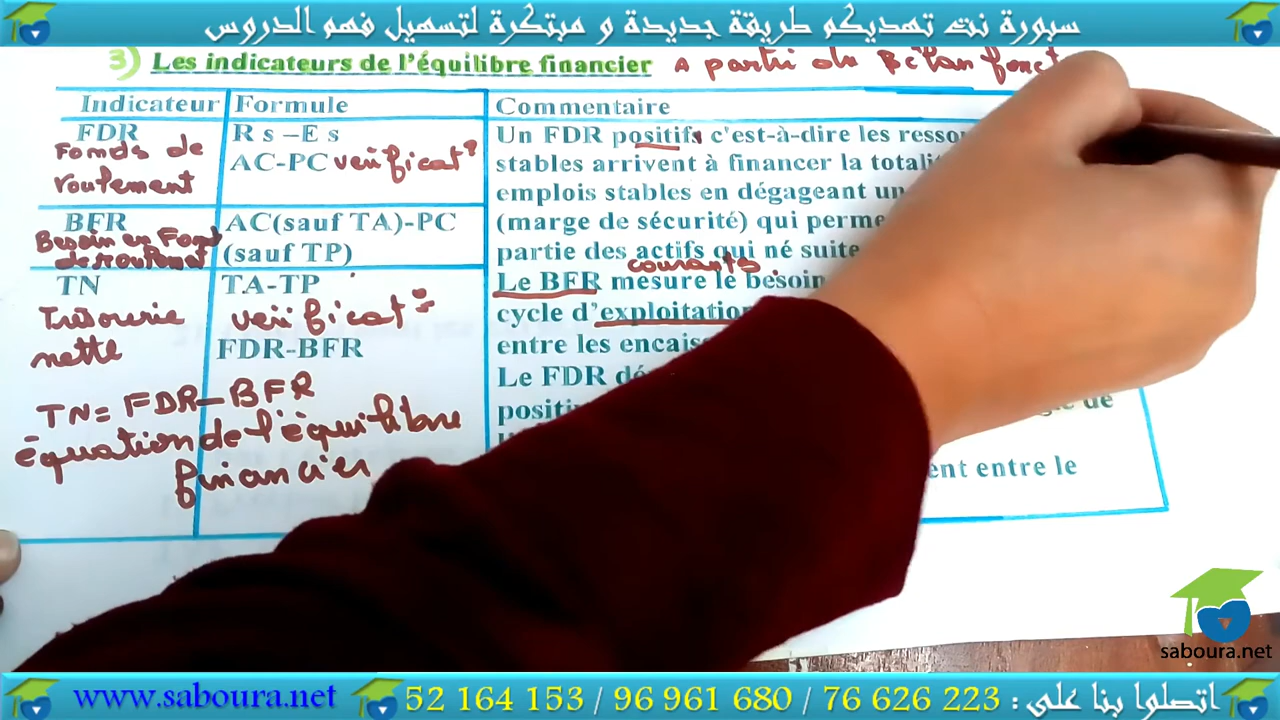 سبورة نت تهديكم طريقة جديدة و مبتكرة لتسهيل فهم الدروس
3) Les indicateurs de l'équilibre financier A partir du Bilan fonct
Indicateur Formule Commentaire
FDR
Fonds de
roulement
R s –E s
AC-PC verificat°
Un FDR positifs c'est-à-dire les resso
stables arrivent à financer la totali
emplois stables en dégageant un
(marge de sécurité) qui perme
partie des actifs qui né suite
courants
BFR
Besoin en Fond
de roulement
AC(sauf TA)-PC
(sauf TP)
TN
Trésorerie
nette
TA-TP
verificat°=
FDR-BFR
Le BFR mesure le besoin
cycle d'exploitation
entre les encais
Le FDR dé
positi
de
ent entre le
TN= FDR-BFR
équation de l'équilibre
financier
saboura.net
www.saboura.net
52 164 153 / 96 961 680 / 76 626 223 : اتصلوا بنا على